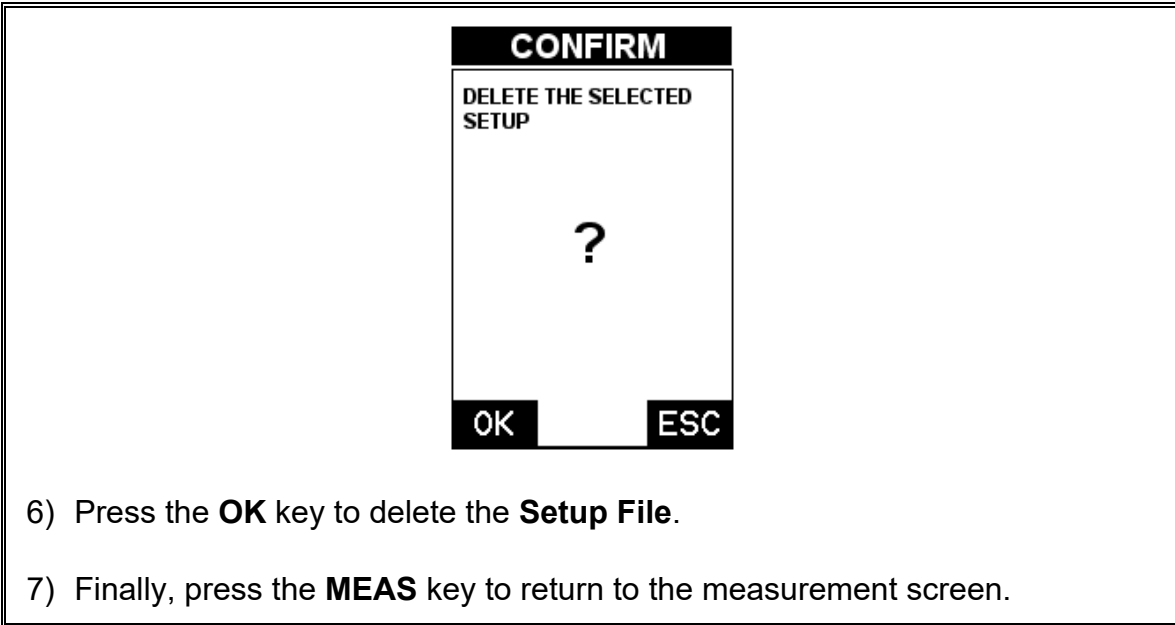 CONFIRM
DELETE THE SELECTED
SETUP
?
OK ESC
6) Press the OK key to delete the Setup File.
7) Finally, press the MEAS key to return to the measurement screen.